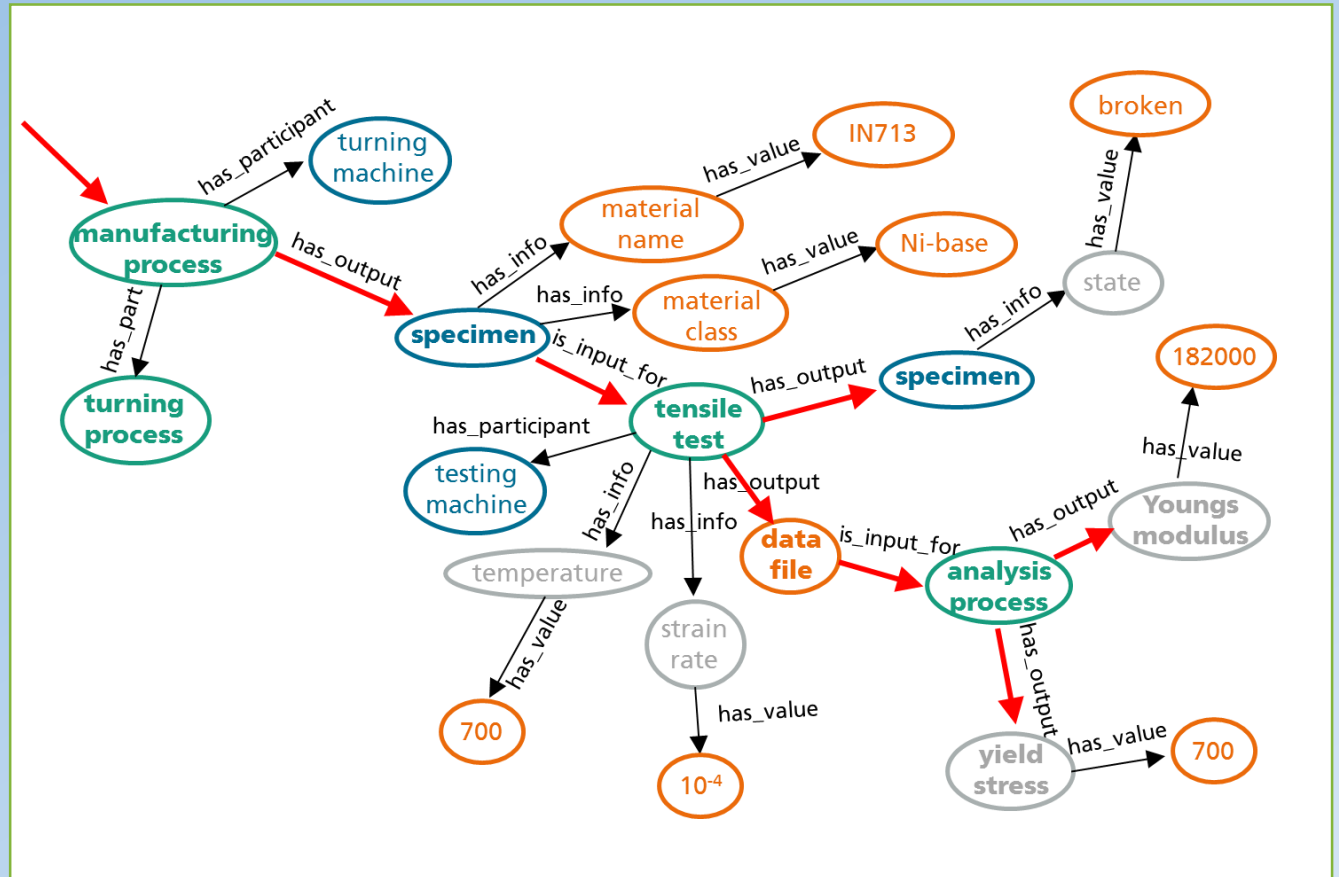 has_participant
turning
machine
manufacturing
process
has_output
has_part
turning
process
specimen
has_info
material
name
has_value
IN713
has_info
material
class
has_value
Ni-base
is_input_for
tensile
test
has_output
specimen
has_info
state
has_value
broken
has_participant
testing
machine
has_info
temperature
has_value
700
has_info
strain
rate
has_value
10⁻⁴
has_output
data
file
is_input_for
analysis
process
has_output
Youngs
modulus
has_value
182000
has_output
yield
stress
has_value
700